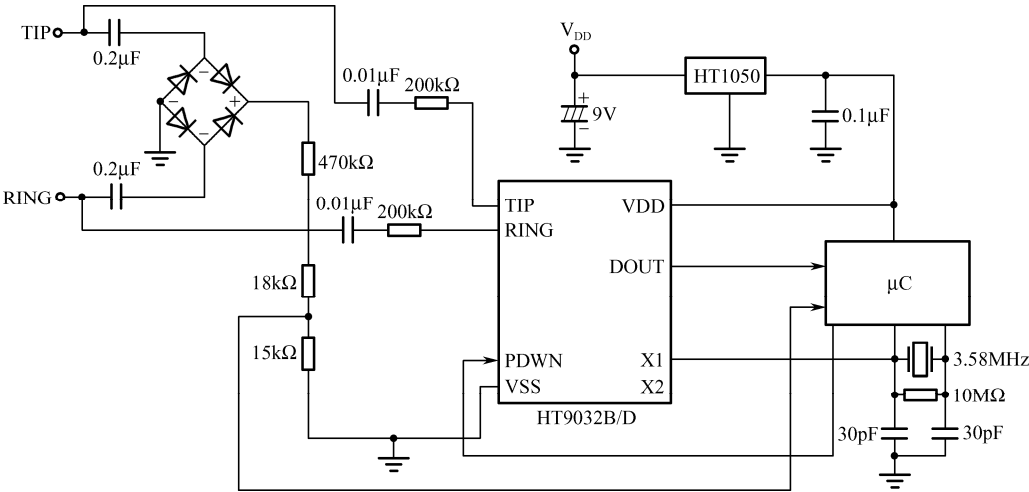 TIP
0.2µF
0.01µF
200kΩ
V_DD
HT1050
+
9V
−
0.1µF
−
−
+
−
0.2µF
470kΩ
RING
0.01µF
200kΩ
TIP
RING
VDD
DOUT
µC
18kΩ
15kΩ
PDWN
VSS
X1
X2
3.58MHz
10MΩ
HT9032B/D
30pF
30pF